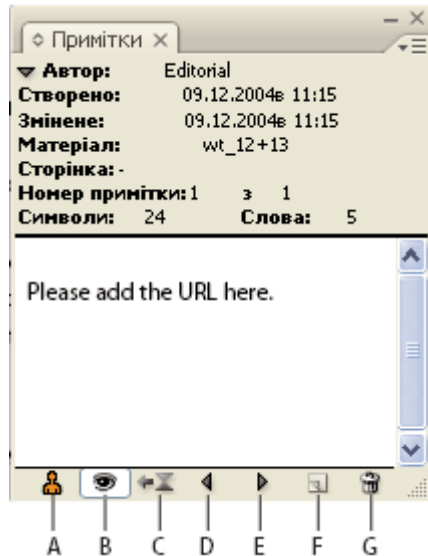 Примітки
Автор: Editorial
Створено: 09.12.2004в 11:15
Змінене: 09.12.2004в 11:15
Матеріал: wt_12+13
Сторінка: -
Номер примітки: 1 з 1
Символи: 24 Слова: 5
Please add the URL here.
A B C D E F G